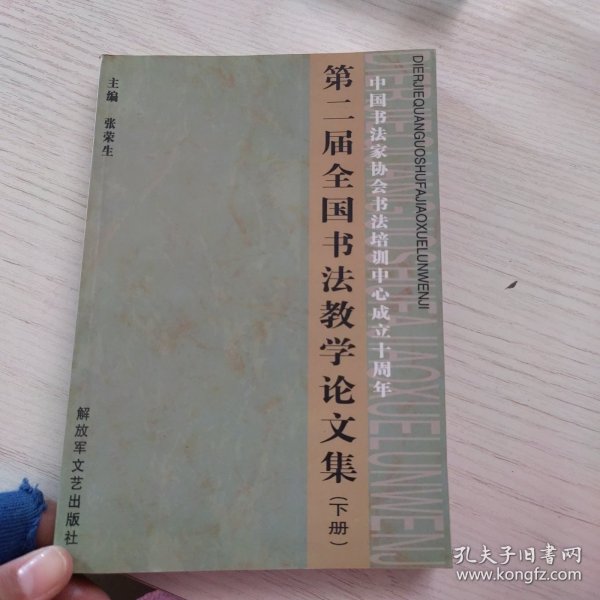 DIERJIEQUANGUOSHUFAJIAOXUELUNWENJI
DIERJIEQUANGUOSHUFAJIAOXUELUNWENJI
中国书法家协会书法培训中心成立十周年
第二届全国书法教学论文集(下册)
主编 张荣生
解放军文艺出版社
孔夫子旧书网
www.kongfz.com